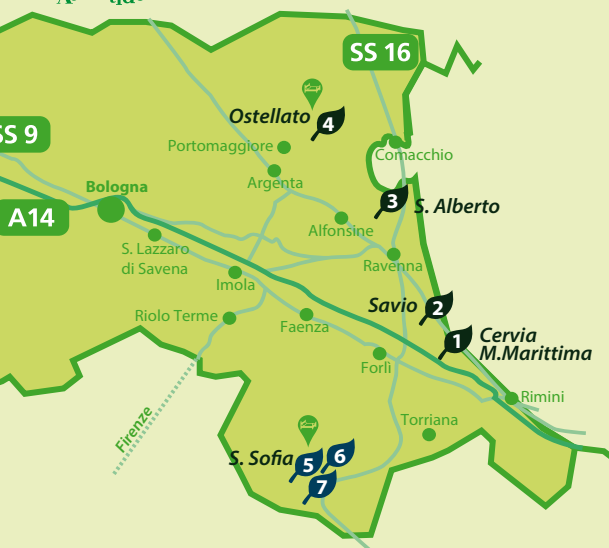 SS 16
Ostellato
4
SS 9
Portomaggiore
Comacchio
Argenta
Bologna
3
S. Alberto
A14
Alfonsine
S. Lazzaro
di Savena
Ravenna
Imola
Savio
2
Riolo Terme
Faenza
1
Cervia
M.Marittima
Forlì
Rimini
Firenze
Torriana
S. Sofia
5
6
7